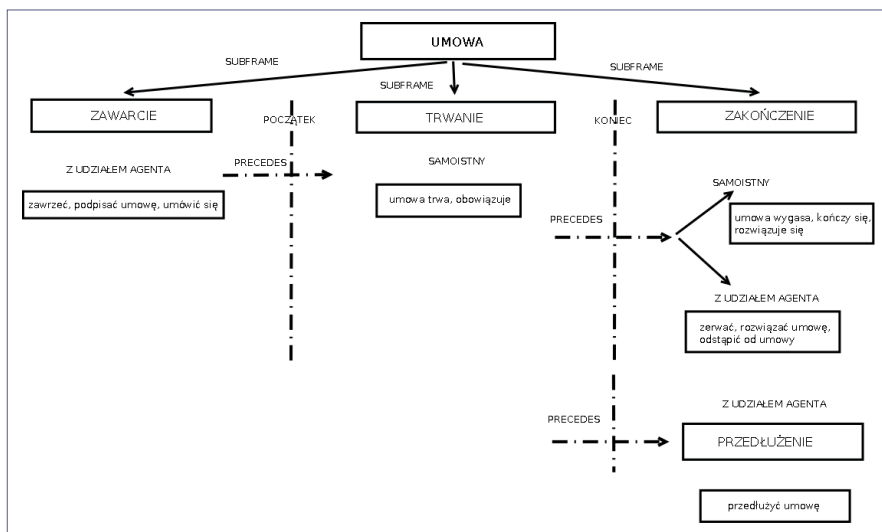 UMOWA
SUBFRAME
SUBFRAME
SUBFRAME
ZAWARCIE
POCZĄTEK
TRWANIE
KONIEC
ZAKOŃCZENIE
Z UDZIAŁEM AGENTA
PRECEDES
SAMOISTNY
zawrzeć, podpisać umowę, umówić się
umowa trwa, obowiązuje
PRECEDES
SAMOISTNY
umowa wygasa, kończy się,
rozwiązuje się
Z UDZIAŁEM AGENTA
zerwać, rozwiązać umowę,
odstąpić od umowy
PRECEDES
Z UDZIAŁEM AGENTA
PRZEDŁUŻENIE
przedłużyć umowę